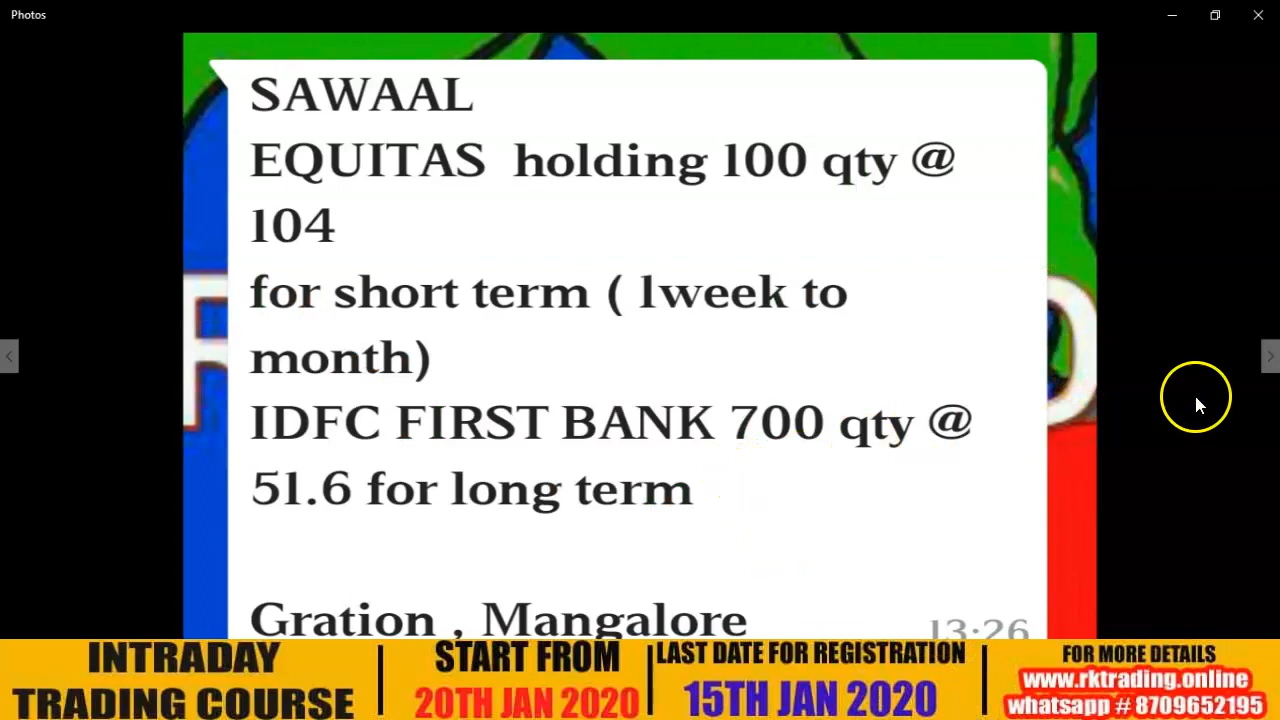 Photos
SAWAAL
EQUITAS holding 100 qty @
104
for short term ( 1week to
month)
IDFC FIRST BANK 700 qty @
51.6 for long term
Gration , Mangalore
13:26
INTRADAY
TRADING COURSE
START FROM
20TH JAN 2020
LAST DATE FOR REGISTRATION
15TH JAN 2020
FOR MORE DETAILS
www.rktrading.online
whatsapp # 8709652195